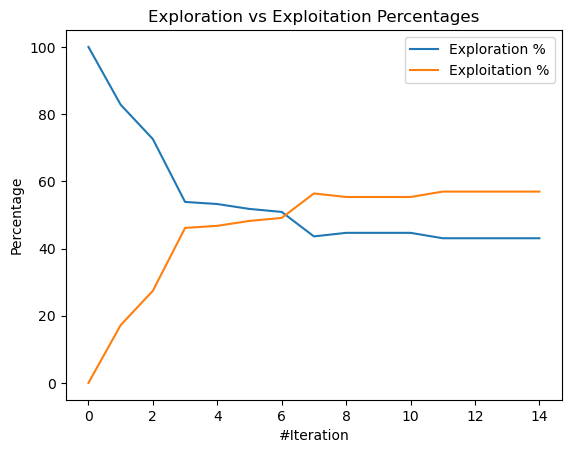 Exploration vs Exploitation Percentages
Exploration %
Exploitation %
Percentage
100
80
60
40
20
0
0 2 4 6 8 10 12 14
#Iteration